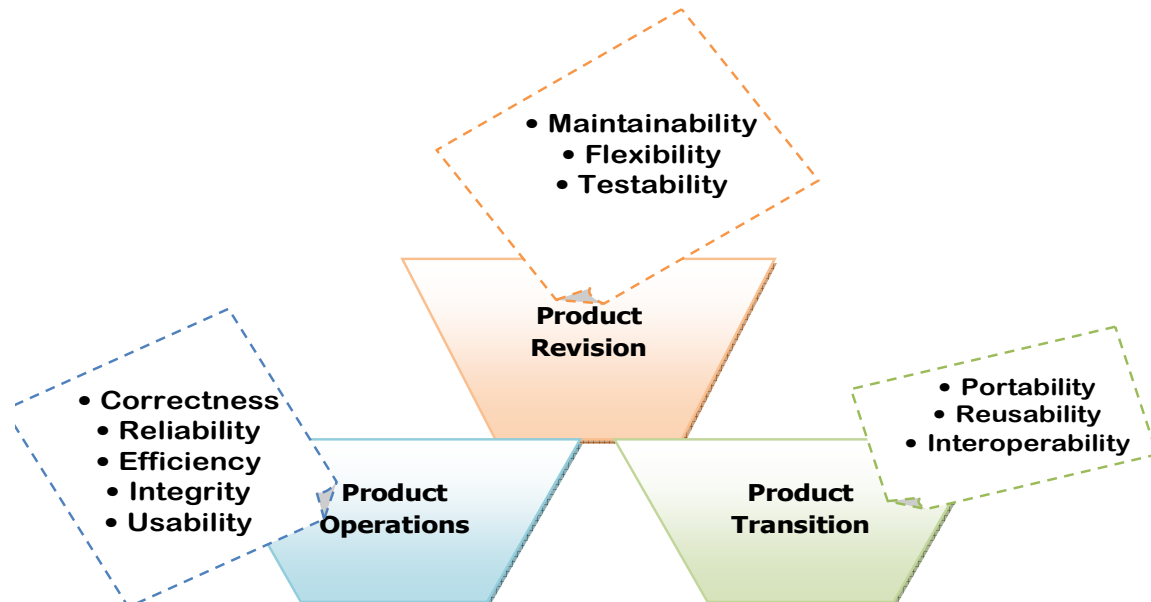 • Maintainability
• Flexibility
• Testability
Product
Revision
• Correctness
• Reliability
• Efficiency
• Integrity
• Usability
Product
Operations
• Portability
• Reusability
• Interoperability
Product
Transition